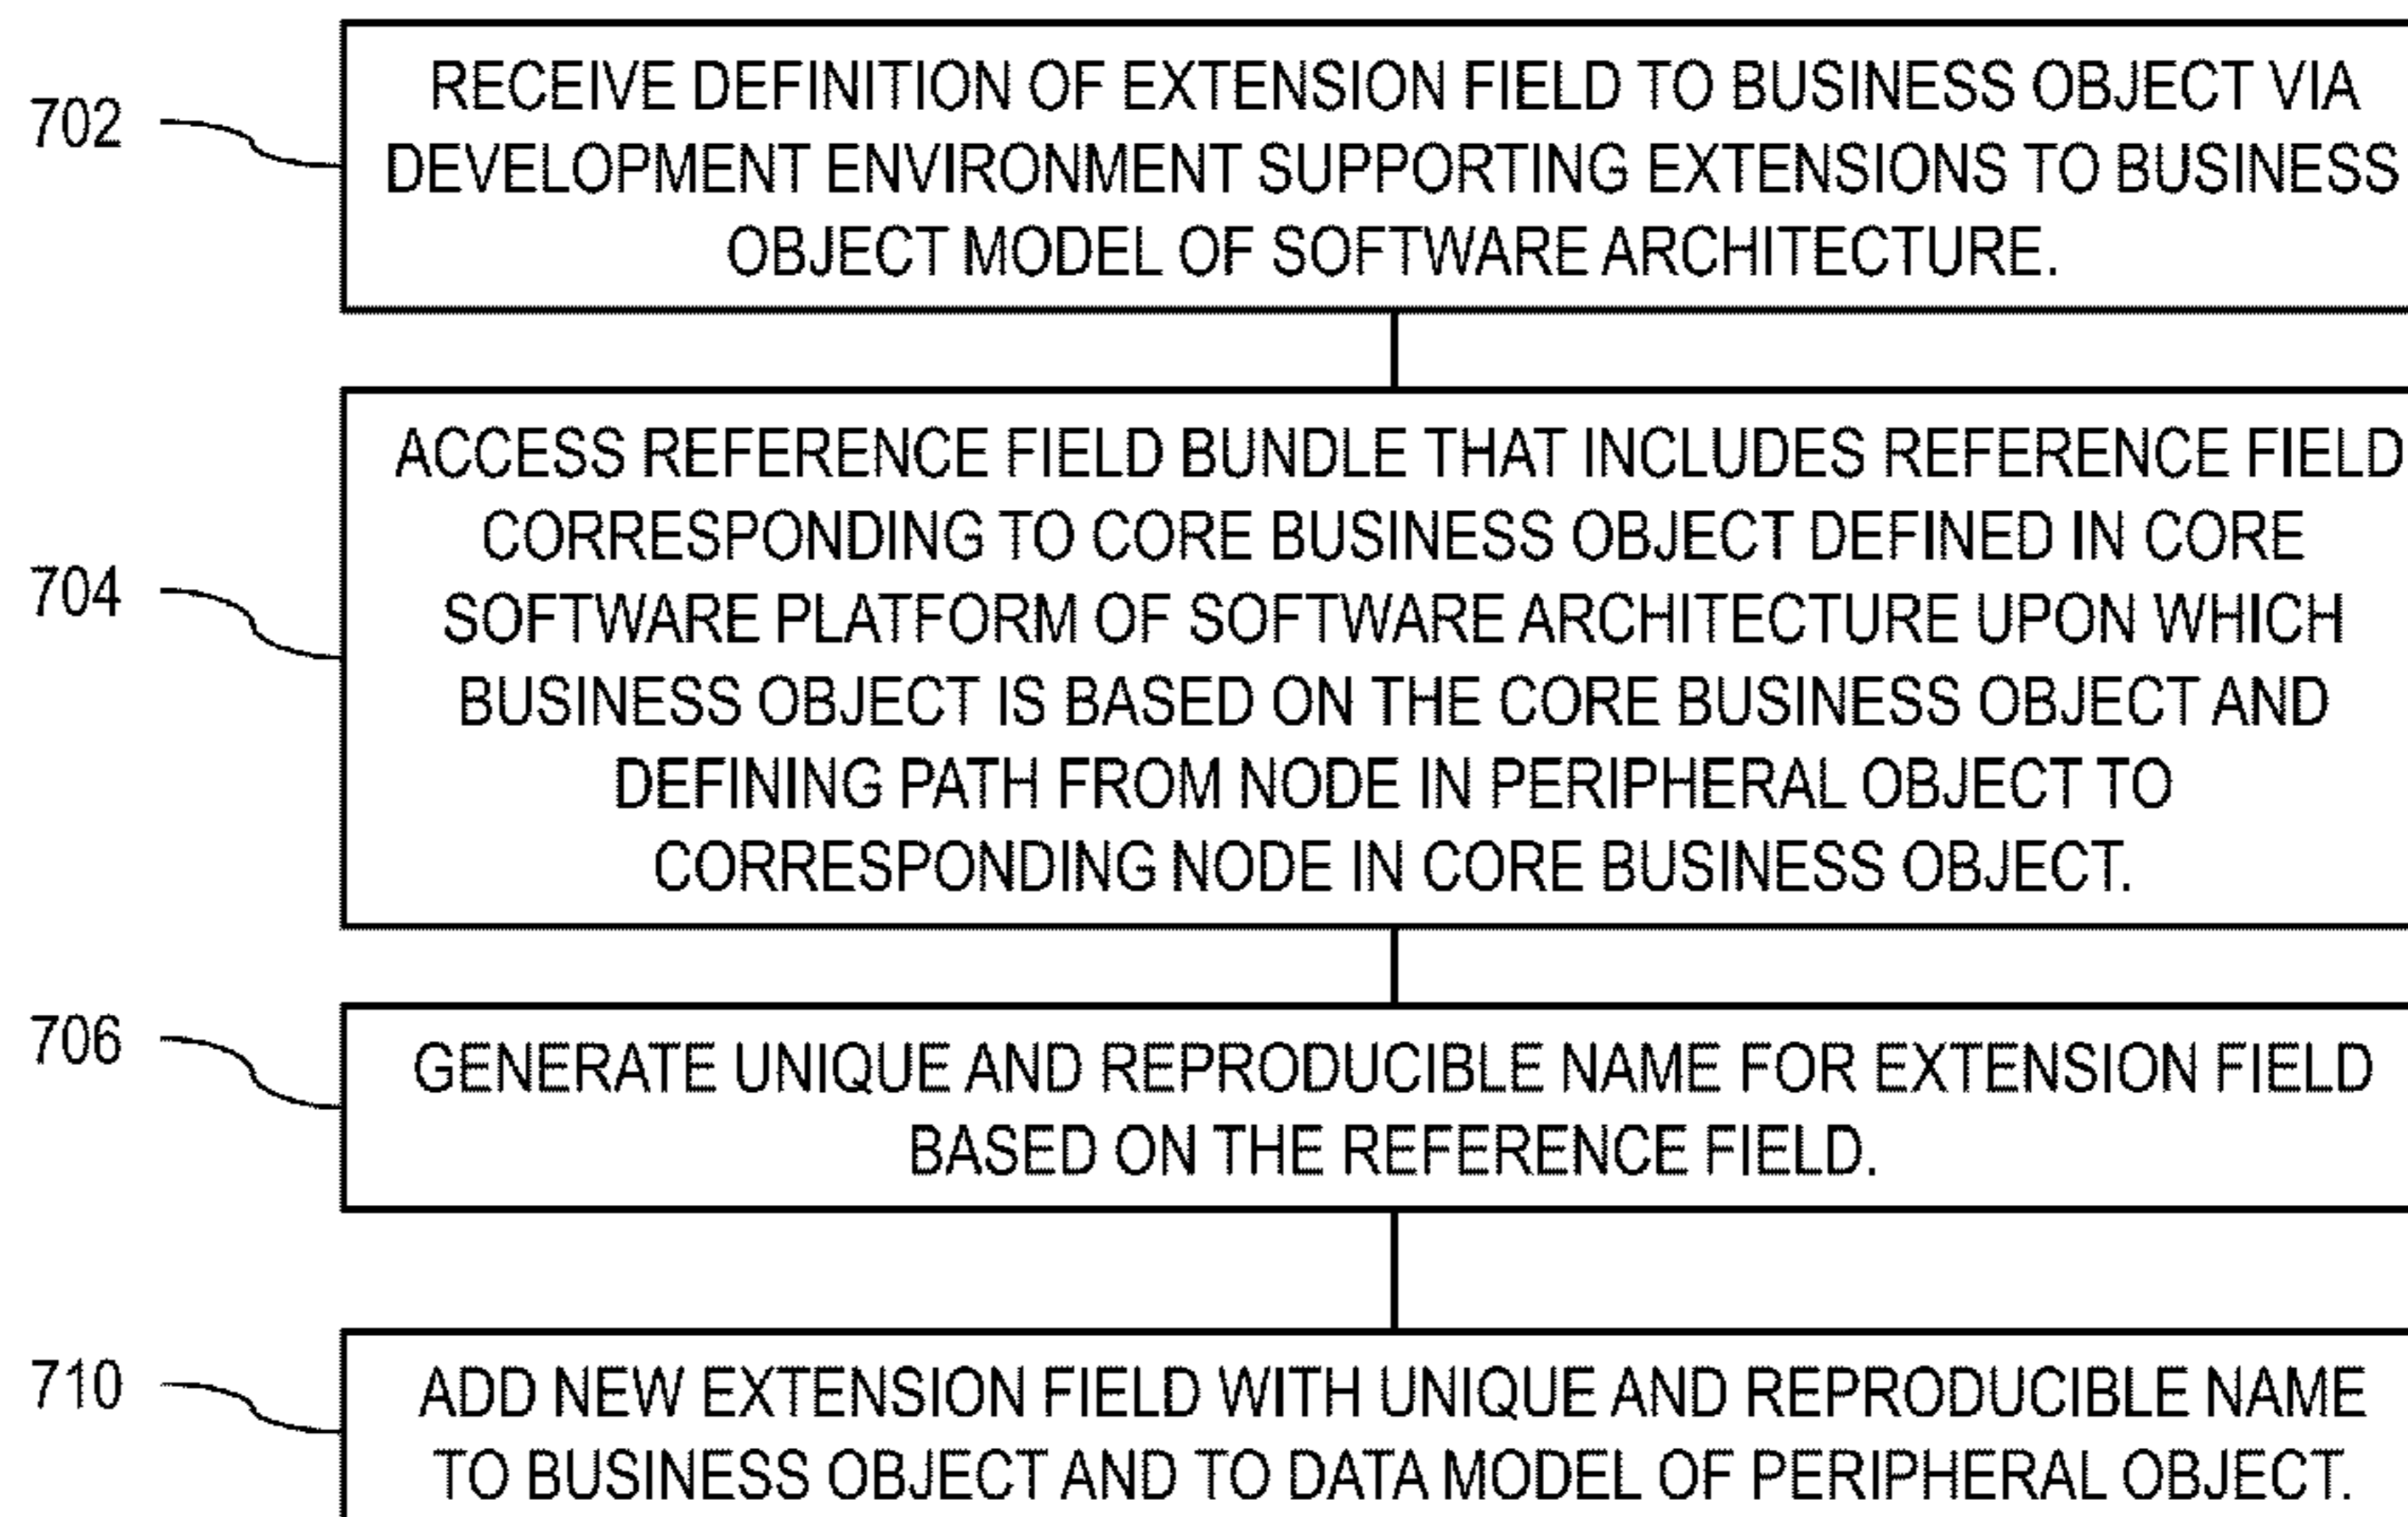 702
RECEIVE DEFINITION OF EXTENSION FIELD TO BUSINESS OBJECT VIA
DEVELOPMENT ENVIRONMENT SUPPORTING EXTENSIONS TO BUSINESS
OBJECT MODEL OF SOFTWARE ARCHITECTURE.
704
ACCESS REFERENCE FIELD BUNDLE THAT INCLUDES REFERENCE FIELD
CORRESPONDING TO CORE BUSINESS OBJECT DEFINED IN CORE
SOFTWARE PLATFORM OF SOFTWARE ARCHITECTURE UPON WHICH
BUSINESS OBJECT IS BASED ON THE CORE BUSINESS OBJECT AND
DEFINING PATH FROM NODE IN PERIPHERAL OBJECT TO
CORRESPONDING NODE IN CORE BUSINESS OBJECT.
706
GENERATE UNIQUE AND REPRODUCIBLE NAME FOR EXTENSION FIELD
BASED ON THE REFERENCE FIELD.
710
ADD NEW EXTENSION FIELD WITH UNIQUE AND REPRODUCIBLE NAME
TO BUSINESS OBJECT AND TO DATA MODEL OF PERIPHERAL OBJECT.